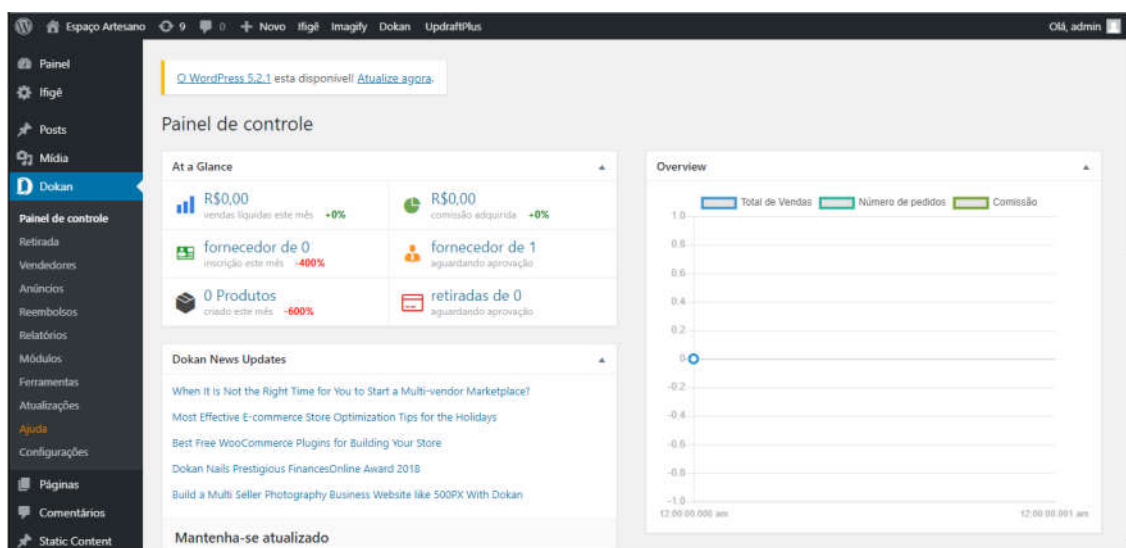 Espaço Artesano 9 0 + Novo Ifigê Imagify Dokan UpdraftPlus Olá, admin
Painel
Ifigê
Posts
Mídia
Dokan
Painel de controle
Retirada
Vendedores
Anúncios
Reembolsos
Relatórios
Módulos
Ferramentas
Atualizações
Ajuda
Configurações
Páginas
Comentários
Static Content
O WordPress 5.2.1 esta disponível! Atualize agora.
Painel de controle
At a Glance
R$0,00
vendas líquidas este mês +0%
R$0,00
comissão adquirida +0%
fornecedor de 0
inscrição este mês -400%
fornecedor de 1
aguardando aprovação
0 Produtos
criado este mês -600%
retiradas de 0
aguardando aprovação
Dokan News Updates
When It Is Not the Right Time for You to Start a Multi-vendor Marketplace?
Most Effective E-commerce Store Optimization Tips for the Holidays
Best Free WooCommerce Plugins for Building Your Store
Dokan Nails Prestigious FinancesOnline Award 2018
Build a Multi Seller Photography Business Website like 500PX With Dokan
Mantenha-se atualizado
Overview
Total de Vendas Número de pedidos Comissão
1.0
0.8
0.6
0.4
0.2
0
-0.2
-0.4
-0.6
-0.8
-1.0
12:00:00.000 am 12:00:00.001 am